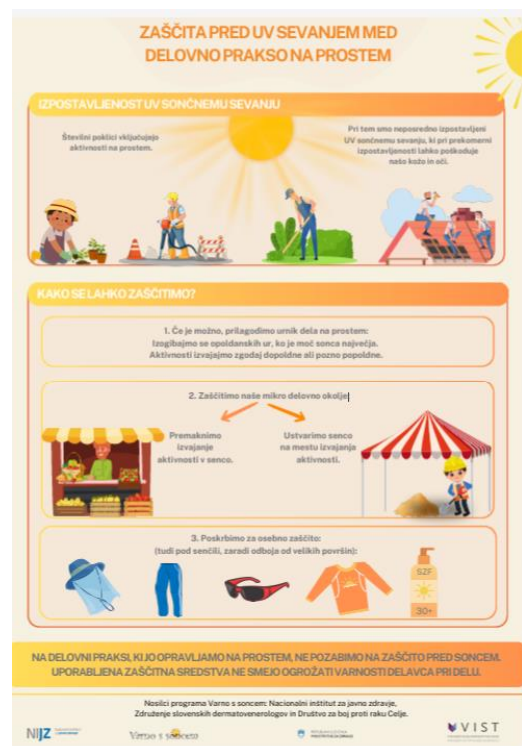 ZAŠČITA PRED UV SEVANJEM MED
DELOVNO PRAKSO NA PROSTEM
IZPOSTAVLJENOST UV SONČNEMU SEVANJU
Številni poklici vključujejo
aktivnosti na prostem.
Pri tem smo neposredno izpostavljeni
UV sončnemu sevanju, ki pri prekomerni
izpostavljenosti lahko poškoduje
našo kožo in oči.
KAKO SE LAHKO ZAŠČITIMO?
1. Če je možno, prilagodimo urnik dela na prostem:
Izogibajmo se opoldanskih ur, ko je moč sonca največja.
Aktivnosti izvajajmo zgodaj dopoldne ali pozno popoldne.
2. Zaščitimo naše mikro delovno okolje
Premaknimo
izvajanje
aktivnosti v senco.
Ustvarimo senco
na mestu izvajanja
aktivnosti.
3. Poskrbimo za osebno zaščito:
(tudi pod senčili, zaradi odboja od velikih površin):
SZF
30+
NA DELOVNI PRAKSI, KI JO OPRAVLJAMO NA PROSTEM, NE POZABIMO NA ZAŠČITO PRED SONCEM.
UPORABLJENA ZAŠČITNA SREDSTVA NE SMEJO OGROŽATI VARNOSTI DELAVCA PRI DELU.
Nosilci programa Varno s soncem: Nacionalni inštitut za javno zdravje,
Združenje slovenskih dermatovenerologov in Društvo za boj proti raku Celje.
NIJZ
Varno s soncem
VIST